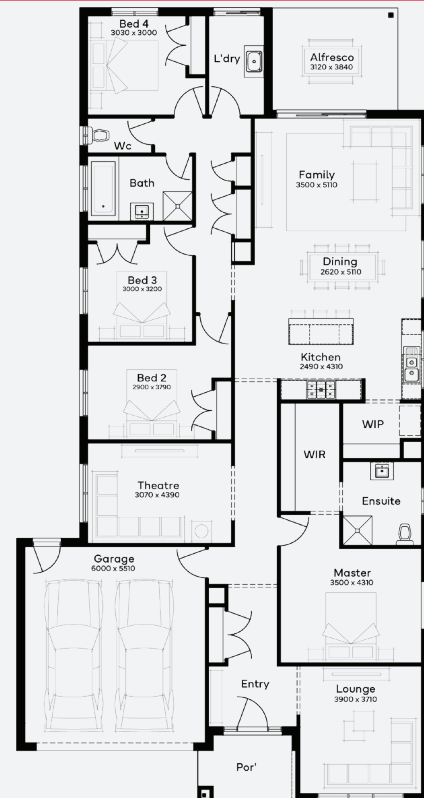 Bed 4
3030 x 3000
L'dry
Alfresco
3120 x 3840
Wc
Bath
Family
3500 x 5110
Bed 3
3000 x 3200
Dining
2620 x 5110
Kitchen
2490 x 4310
Bed 2
2900 x 3790
WIP
WIR
Theatre
3070 x 4390
Ensuite
Garage
6000 x 5510
Master
3500 x 4310
Entry
Lounge
3900 x 3710
Por'